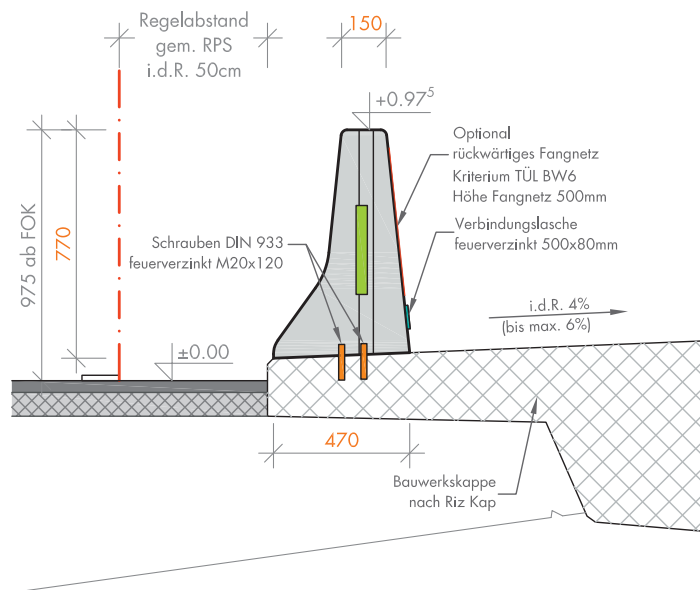 Regelabstand
gem. RPS
i.d.R. 50cm
150
+0.97⁵
Optional
rückwärtiges Fangnetz
Kriterium TÜL BW6
Höhe Fangnetz 500mm
Verbindungslasche
feuerverzinkt 500x80mm
Schrauben DIN 933
feuerverzinkt M20x120
975 ab FOK
770
i.d.R. 4%
(bis max. 6%)
±0.00
470
Bauwerkskappe
nach Riz Kap